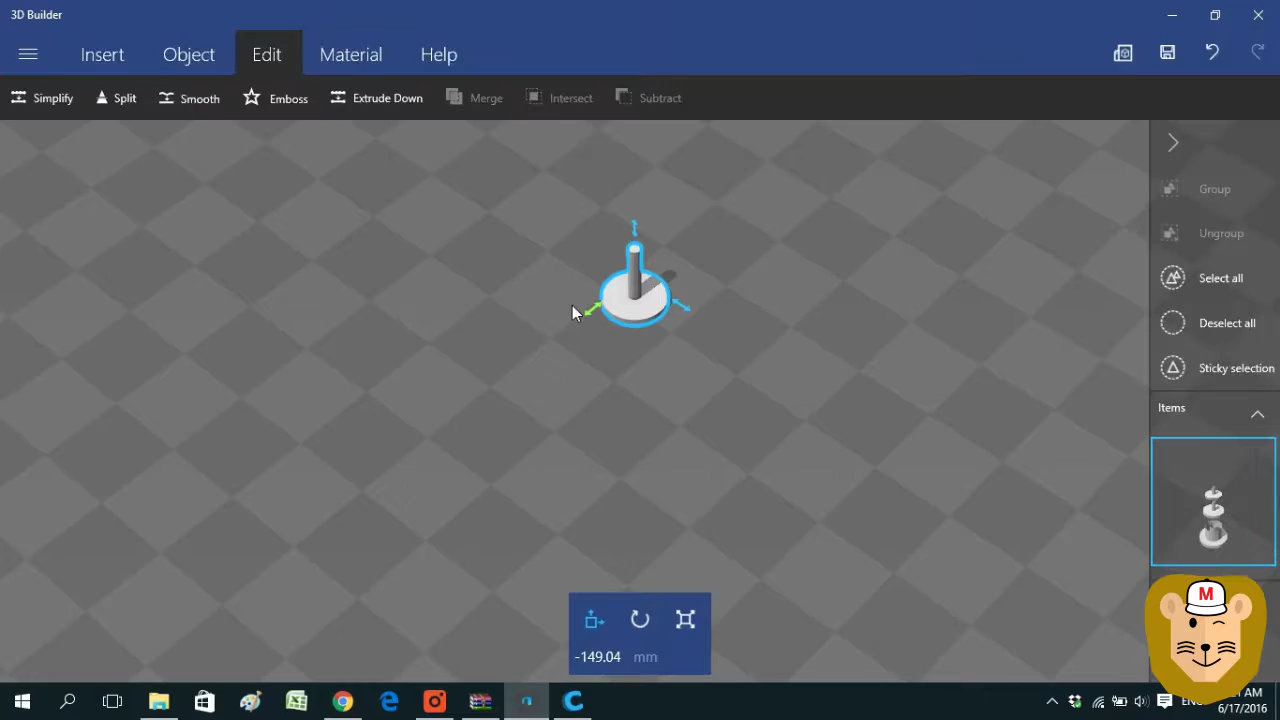 3D Builder
Insert Object Edit Material Help
Simplify Split Smooth Emboss Extrude Down Merge Intersect Subtract
Group
Ungroup
Select all
Deselect all
Sticky selection
Items
M
-149.04 mm
AM
6/17/2016